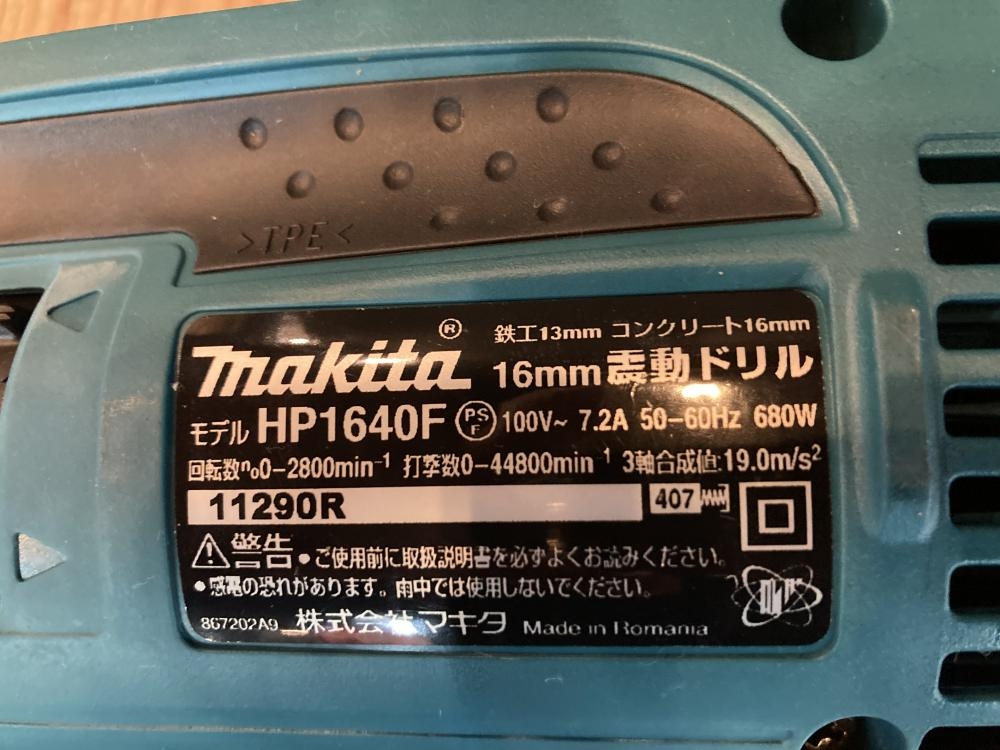 >TPE<
makita®
鉄工13mm コンクリート16mm
16mm 震動ドリル
モデル HP1640F PS F 100V~ 7.2A 50-60Hz 680W
回転数n₀0-2800min⁻¹ 打撃数0-44800min⁻¹ 3軸合成値:19.0m/s²
11290R
407
⚠警告 ●ご使用前に取扱説明書を必ずよくお読みください。
●感電の恐れがあります。雨中では使用しないでください。
867202A9 株式会社マキタ Made in Romania